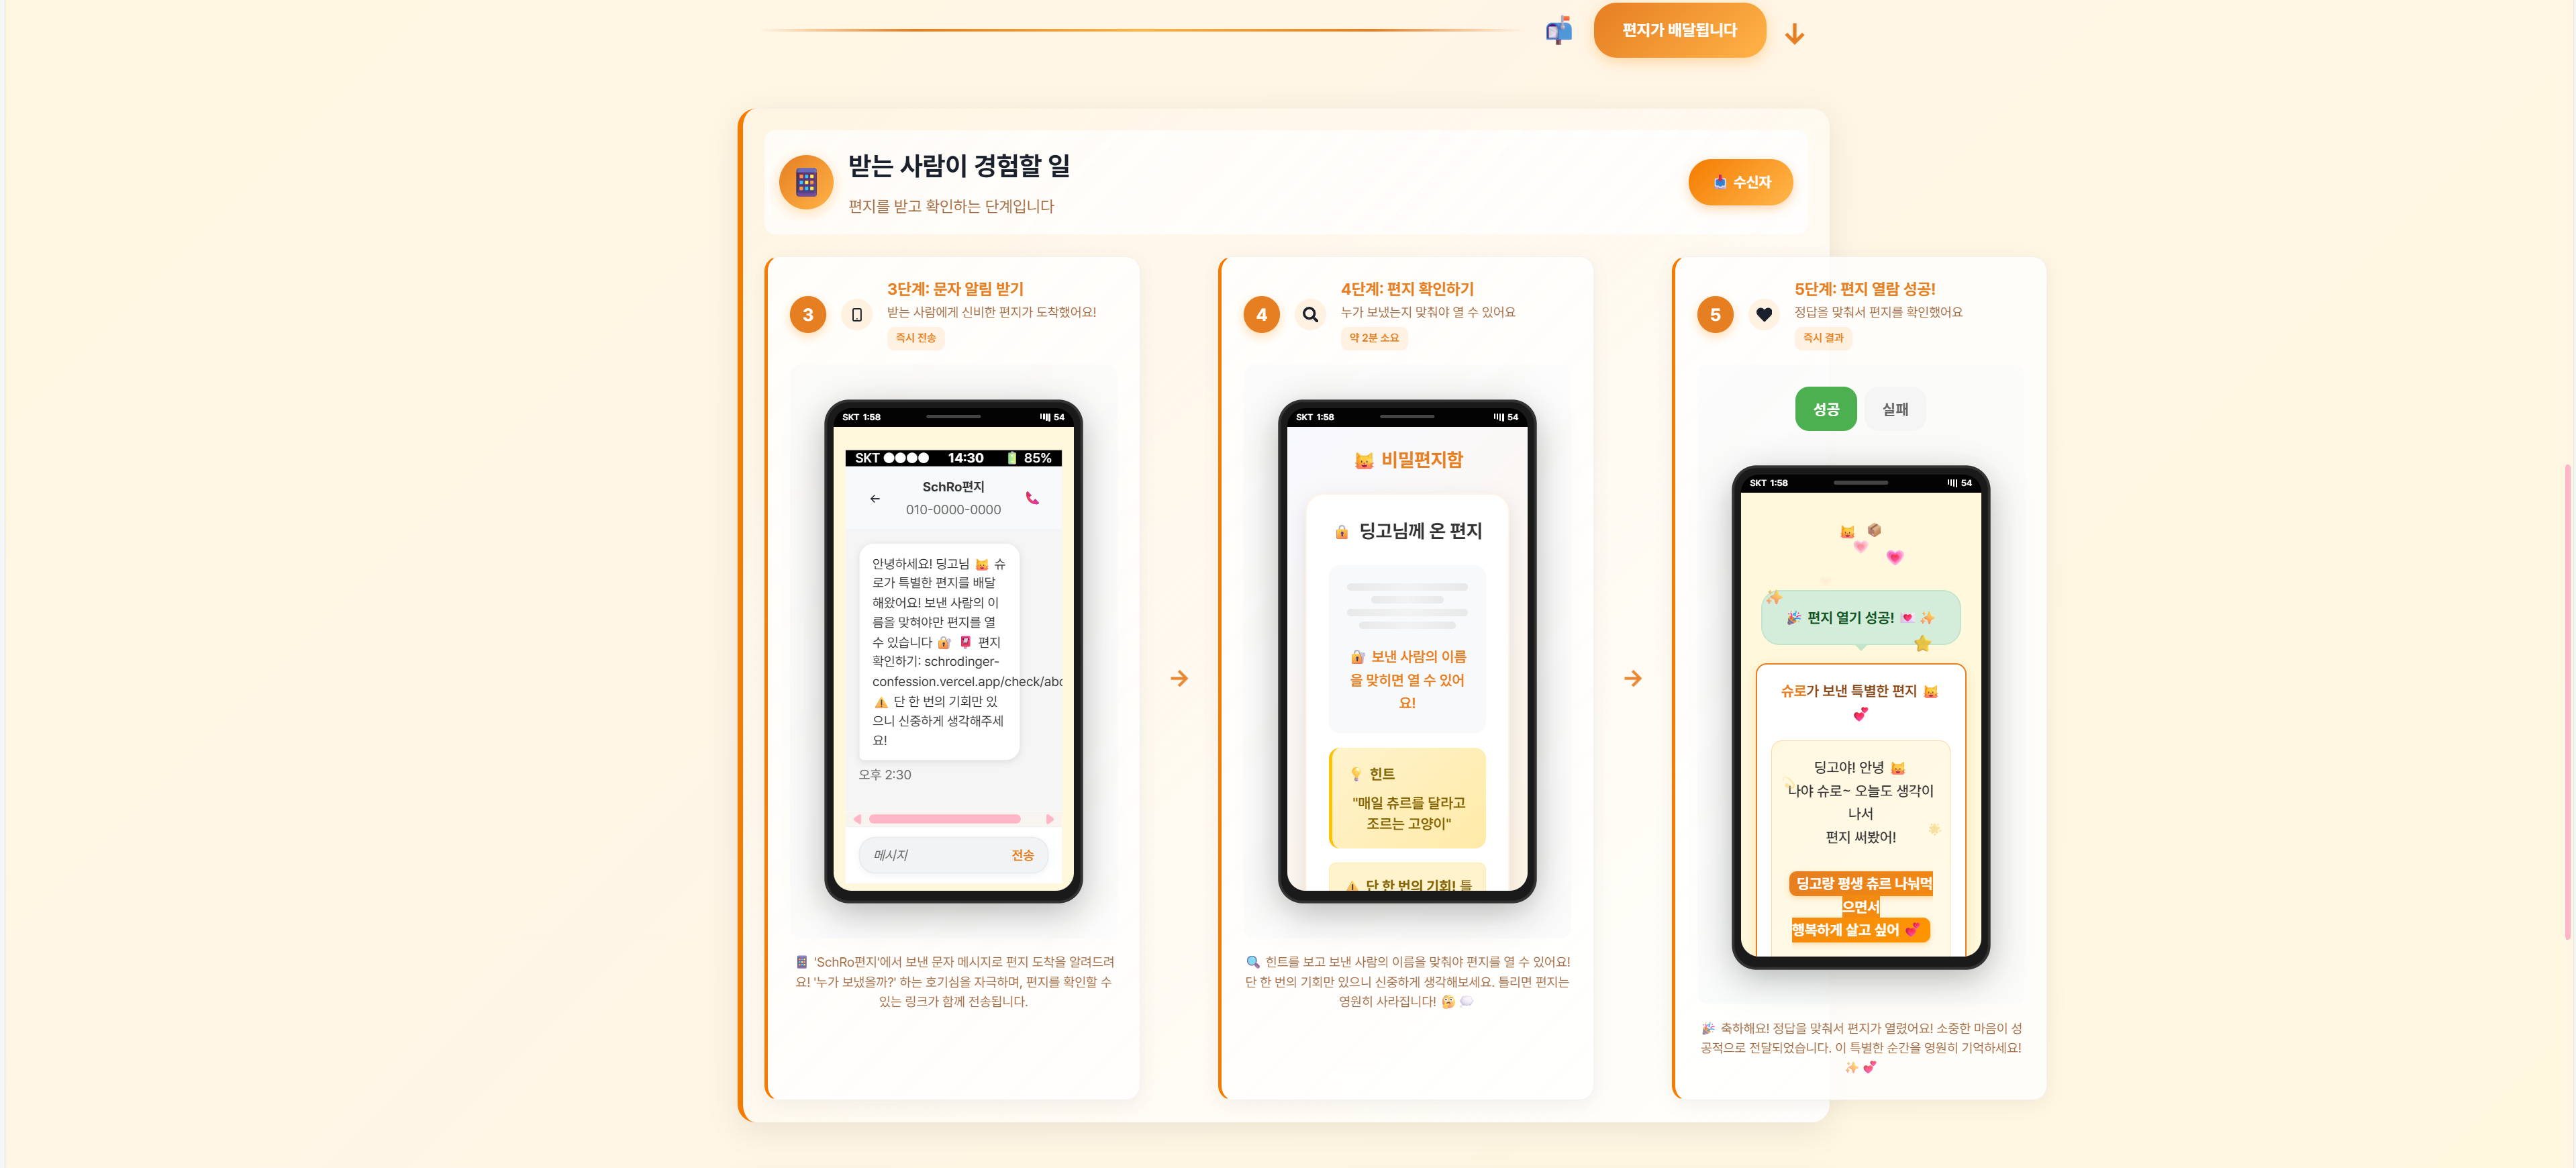 📬 편지가 배달됩니다 ↓
받는 사람이 경험할 일
편지를 받고 확인하는 단계입니다
📥 수신자
3
3단계: 문자 알림 받기
받는 사람에게 신비한 편지가 도착했어요!
즉시 전송
SKT 1:58
54
SKT ●●●● 14:30 🔋 85%
←
SchRo편지
010-0000-0000
안녕하세요! 딩고님 😼 슈
로가 특별한 편지를 배달
해왔어요! 보낸 사람의 이
름을 맞혀야만 편지를 열
수 있습니다 🔐 📮 편지
확인하기: schrodinger-
confession.vercel.app/check/abc
⚠️ 단 한 번의 기회만 있
으니 신중하게 생각해주세
요!
오후 2:30
메시지
전송
📱 'SchRo편지'에서 보낸 문자 메시지로 편지 도착을 알려드려
요! '누가 보냈을까?' 하는 호기심을 자극하며, 편지를 확인할 수
있는 링크가 함께 전송됩니다.
→
4
4단계: 편지 확인하기
누가 보냈는지 맞춰야 열 수 있어요
약 2분 소요
SKT 1:58
54
😼 비밀편지함
🔒 딩고님께 온 편지
🔐 보낸 사람의 이름
을 맞히면 열 수 있어
요!
💡 힌트
"매일 츄르를 달라고
조르는 고양이"
⚠️ 단 한 번의 기회! 틀
🔍 힌트를 보고 보낸 사람의 이름을 맞춰야 편지를 열 수 있어요!
단 한 번의 기회만 있으니 신중하게 생각해보세요. 틀리면 편지는
영원히 사라집니다! 🤔💭
→
5
5단계: 편지 열람 성공!
정답을 맞춰서 편지를 확인했어요
즉시 결과
성공
실패
SKT 1:58
54
🎉 편지 열기 성공! 💌 ✨
슈로가 보낸 특별한 편지 😼
💕
딩고야! 안녕 😼
나야 슈로~ 오늘도 생각이
나서
편지 써봤어!
딩고랑 평생 츄르 나눠먹
으면서
행복하게 살고 싶어 💕
🎉 축하해요! 정답을 맞춰서 편지가 열렸어요! 소중한 마음이 성
공적으로 전달되었습니다. 이 특별한 순간을 영원히 기억하세요!
✨💕